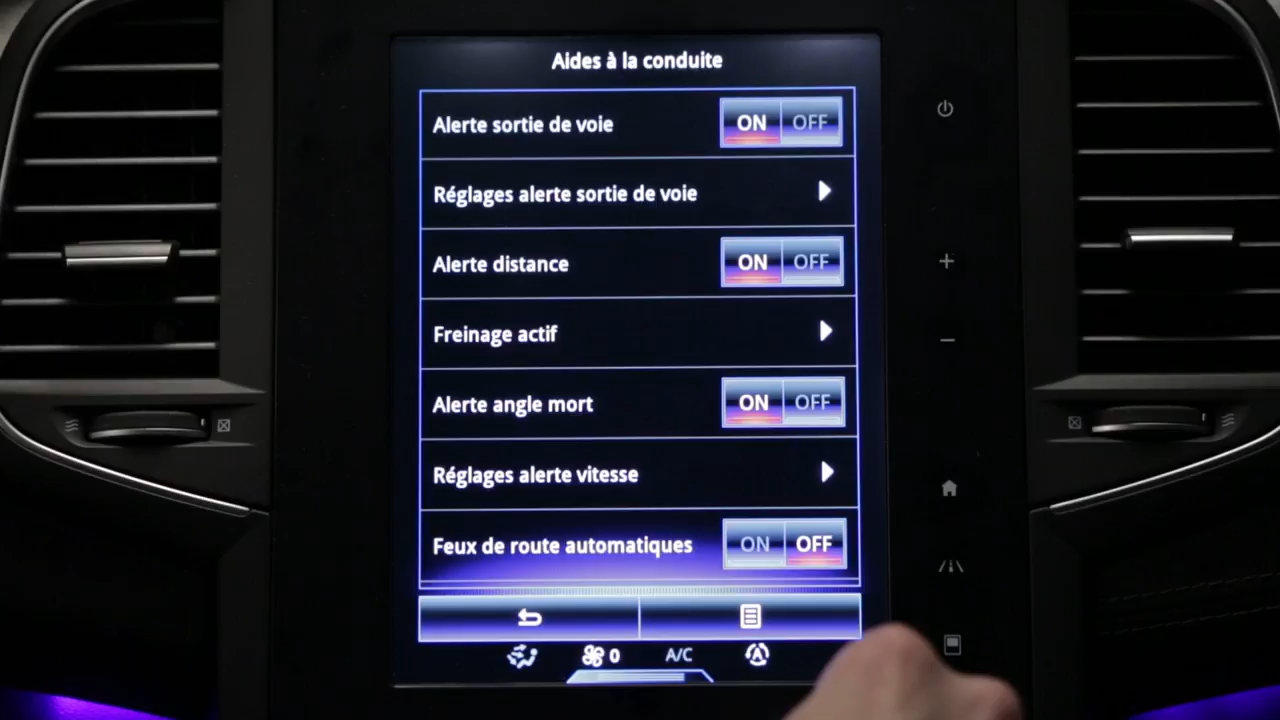 Aides à la conduite
Alerte sortie de voie ON OFF
Réglages alerte sortie de voie
Alerte distance ON OFF
Freinage actif
Alerte angle mort ON OFF
Réglages alerte vitesse
Feux de route automatiques ON OFF
0 A/C